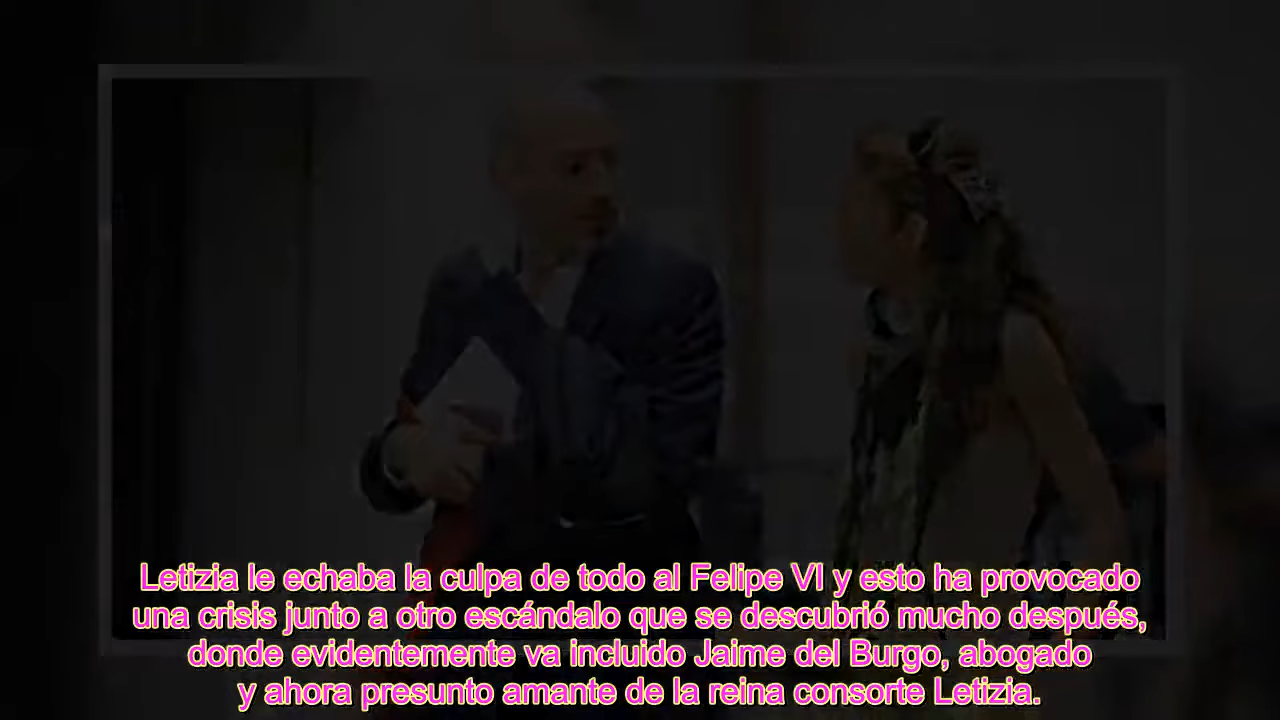 Letizia le echaba la culpa de todo al Felipe VI y esto ha provocado
una crisis junto a otro escándalo que se descubrió mucho después,
donde evidentemente va incluido Jaime del Burgo, abogado
y ahora presunto amante de la reina consorte Letizia.